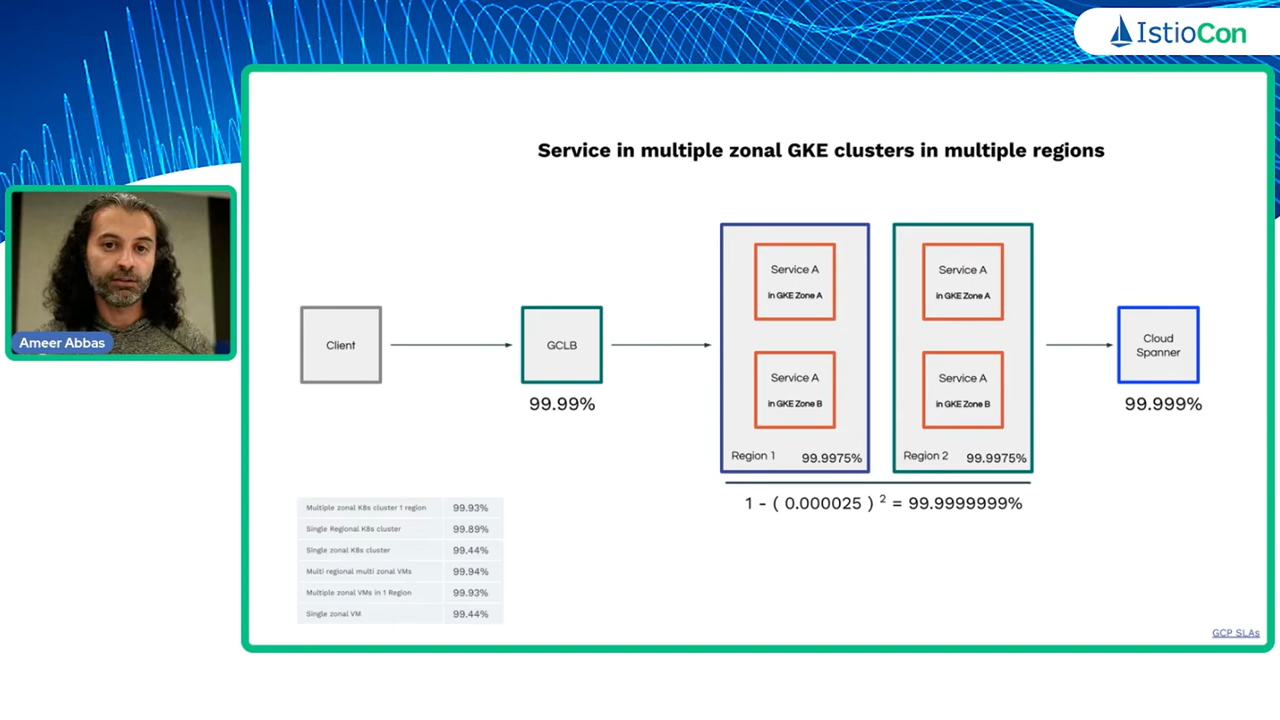 IstioCon
Service in multiple zonal GKE clusters in multiple regions
Ameer Abbas
Client
GCLB
99.99%
Service A
in GKE Zone A
Service A
in GKE Zone B
Region 1 99.9975%
Service A
in GKE Zone A
Service A
in GKE Zone B
Region 2 99.9975%
1 - ( 0.000025 ) 2 = 99.9999999%
Cloud
Spanner
99.999%
Multiple zonal K8s cluster 1 region 99.93%
Single Regional K8s cluster 99.89%
Single zonal K8s cluster 99.44%
Multi regional multi zonal VMs 99.94%
Multiple zonal VMs in 1 Region 99.93%
Single zonal VM 99.44%
GCP SLAs